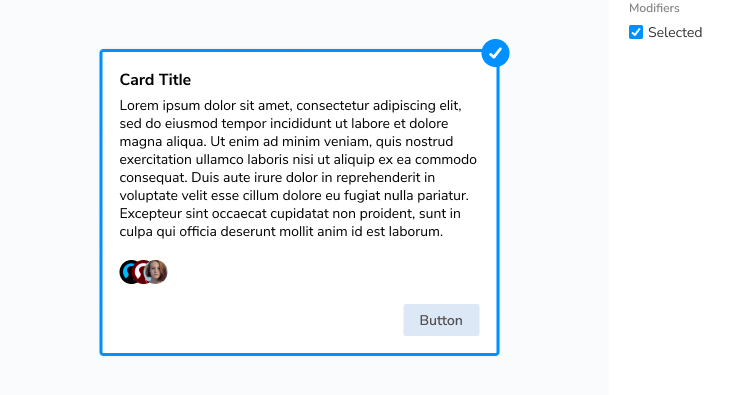 Modifiers
Selected
Card Title
Lorem ipsum dolor sit amet, consectetur adipiscing elit,
sed do eiusmod tempor incididunt ut labore et dolore
magna aliqua. Ut enim ad minim veniam, quis nostrud
exercitation ullamco laboris nisi ut aliquip ex ea commodo
consequat. Duis aute irure dolor in reprehenderit in
voluptate velit esse cillum dolore eu fugiat nulla pariatur.
Excepteur sint occaecat cupidatat non proident, sunt in
culpa qui officia deserunt mollit anim id est laborum.
Button